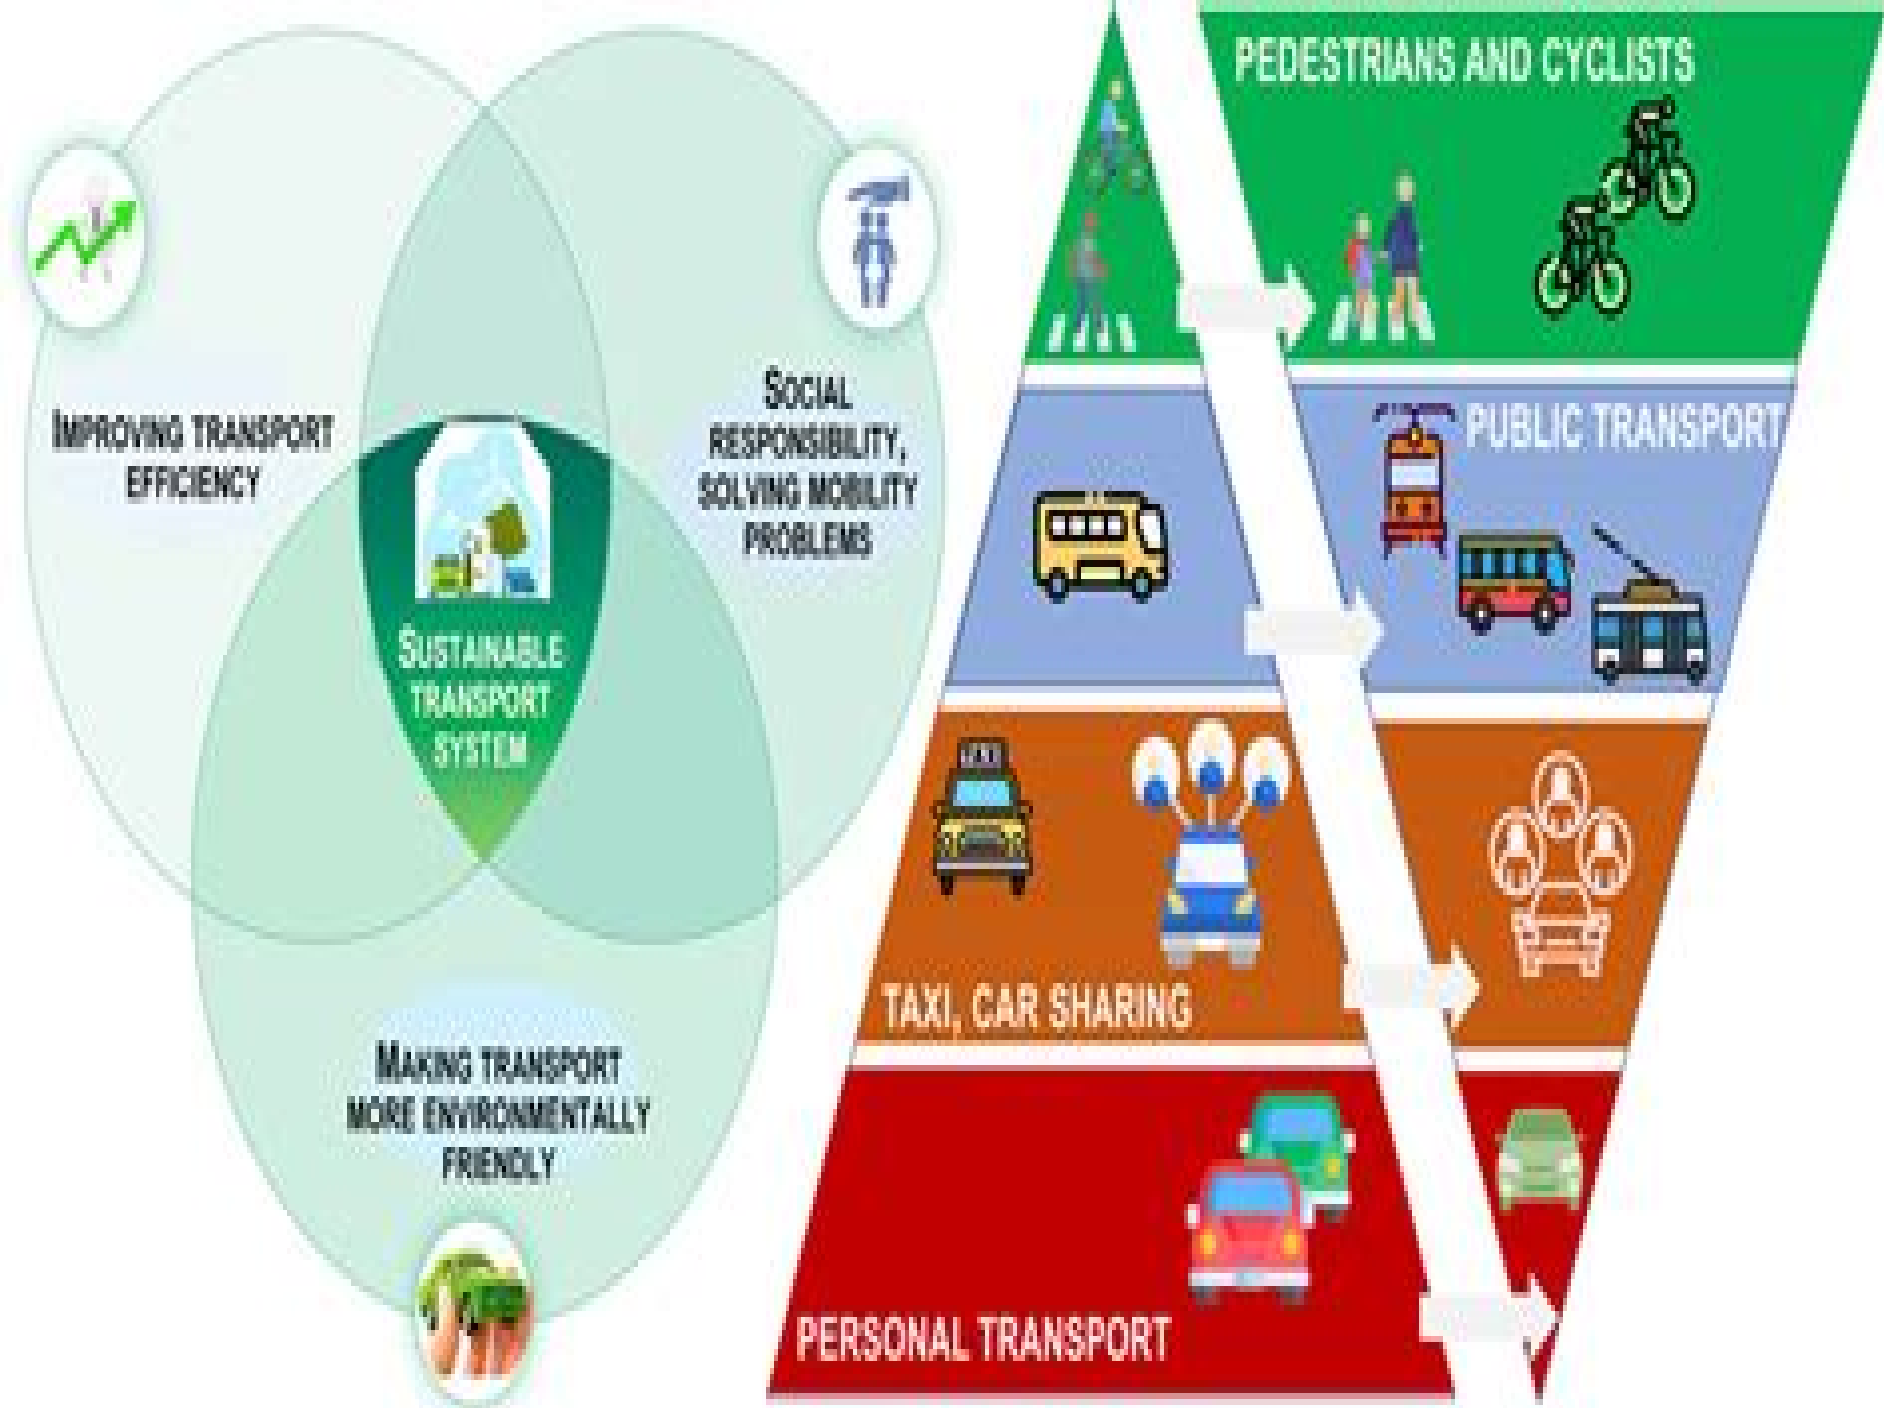 IMPROVING TRANSPORT
EFFICIENCY
SOCIAL
RESPONSIBILITY,
SOLVING MOBILITY
PROBLEMS
SUSTAINABLE
TRANSPORT
SYSTEM
MAKING TRANSPORT
MORE ENVIRONMENTALLY
FRIENDLY
PEDESTRIANS AND CYCLISTS
PUBLIC TRANSPORT
TAXI
TAXI, CAR SHARING
PERSONAL TRANSPORT